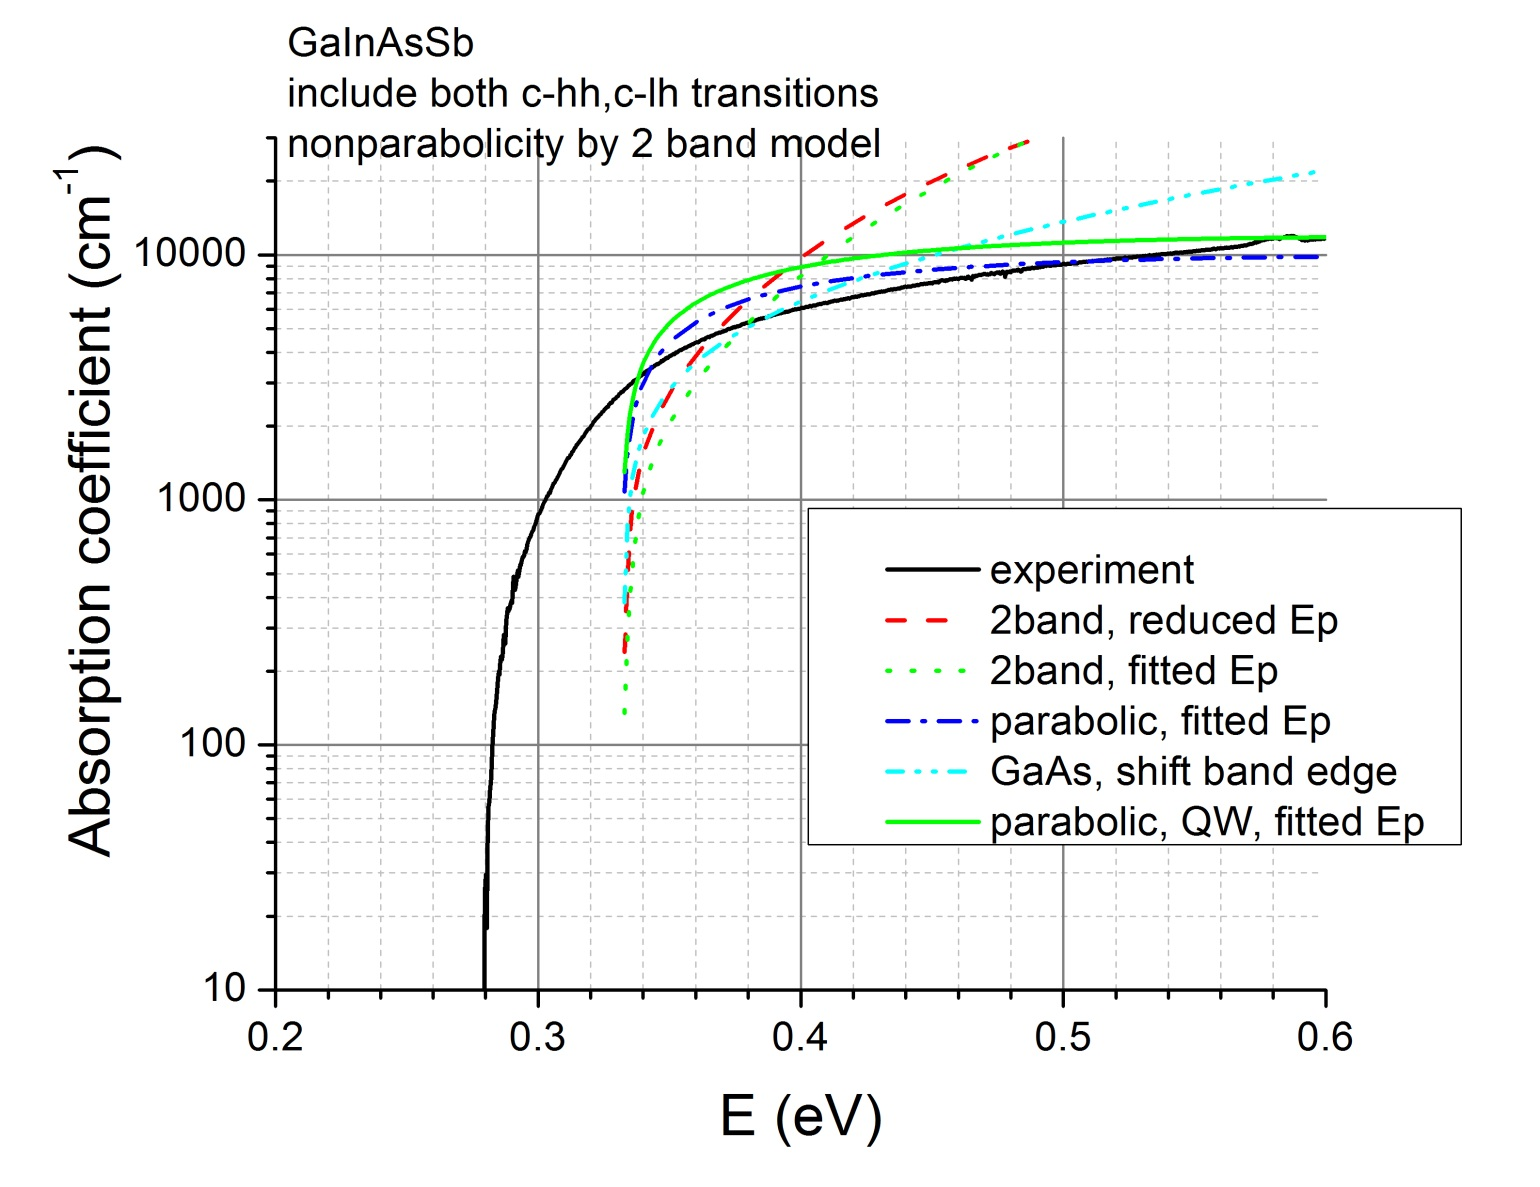 GaInAsSb
include both c-hh,c-lh transitions
nonparabolicity by 2 band model
Absorption coefficient (cm⁻¹)
10000
1000
100
10
experiment
2band, reduced Ep
2band, fitted Ep
parabolic, fitted Ep
GaAs, shift band edge
parabolic, QW, fitted Ep
0.2 0.3 0.4 0.5 0.6
E (eV)